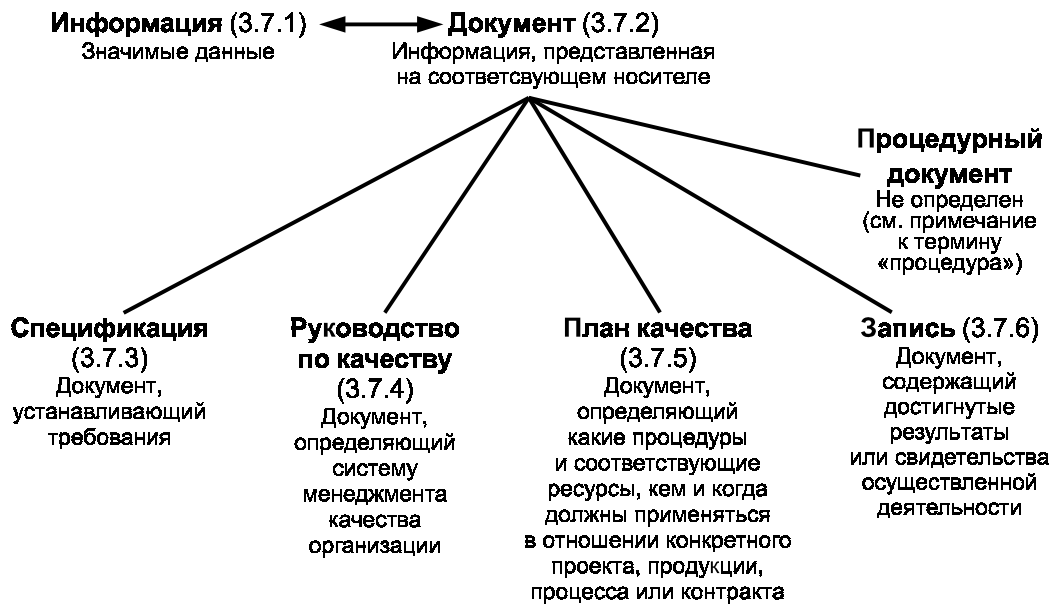 Информация (3.7.1)
Значимые данные
Документ (3.7.2)
Информация, представленная
на соответсвующем носителе
Процедурный
документ
Не определен
(см. примечание
к термину
«процедура»)
Спецификация
(3.7.3)
Документ,
устанавливающий
требования
Руководство
по качеству
(3.7.4)
Документ,
определяющий
систему
менеджмента
качества
организации
План качества
(3.7.5)
Документ,
определяющий
какие процедуры
и соответствующие
ресурсы, кем и когда
должны применяться
в отношении конкретного
проекта, продукции,
процесса или контракта
Запись (3.7.6)
Документ,
содержащий
достигнутые
результаты
или свидетельства
осуществленной
деятельности